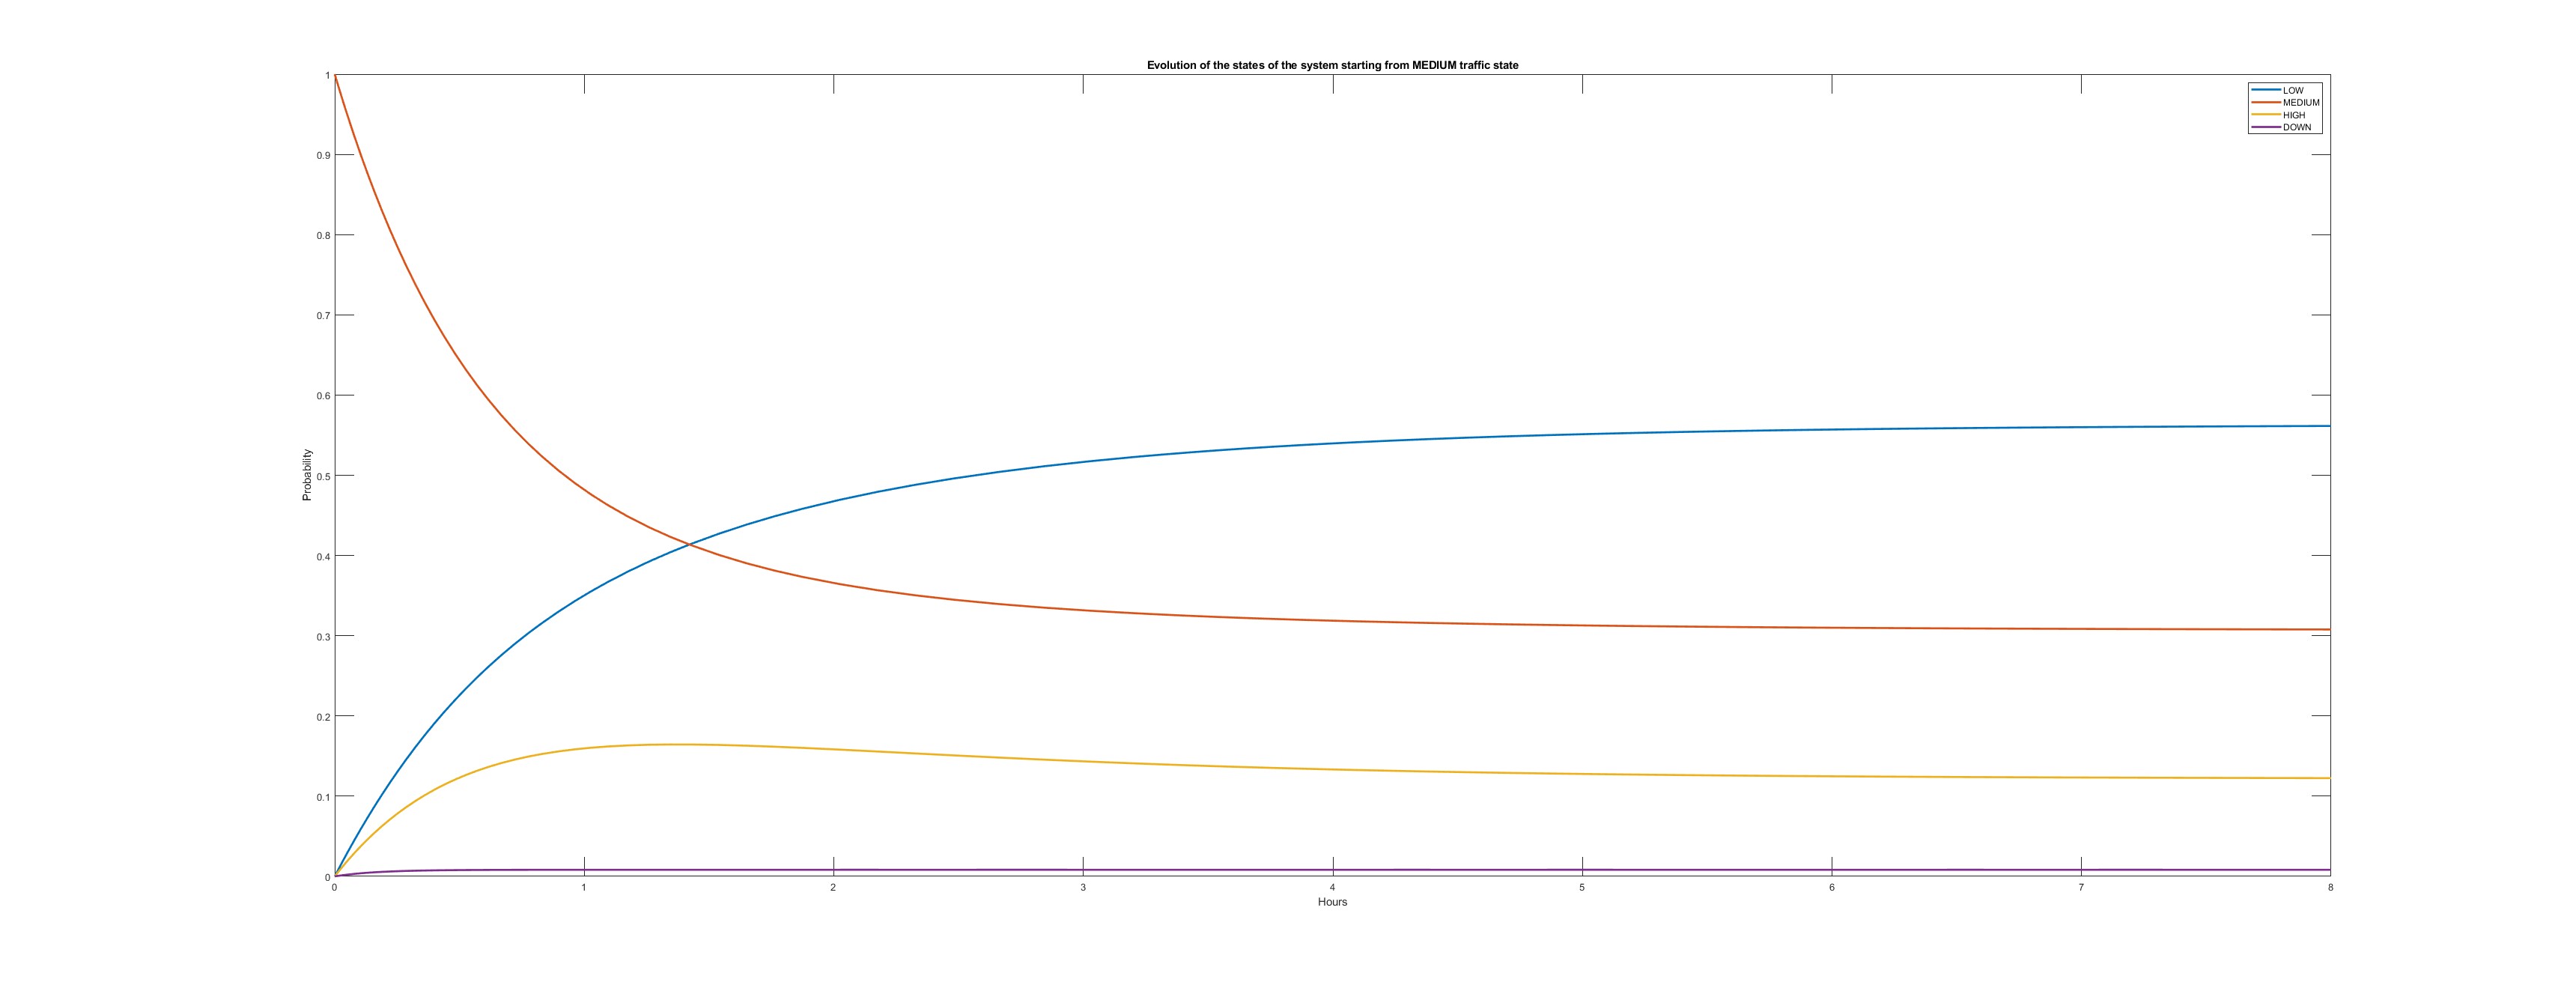 Evolution of the states of the system starting from MEDIUM traffic state
LOW
MEDIUM
HIGH
DOWN
Probability
1
0.9
0.8
0.7
0.6
0.5
0.4
0.3
0.2
0.1
0
0 1 2 3 4 5 6 7 8
Hours